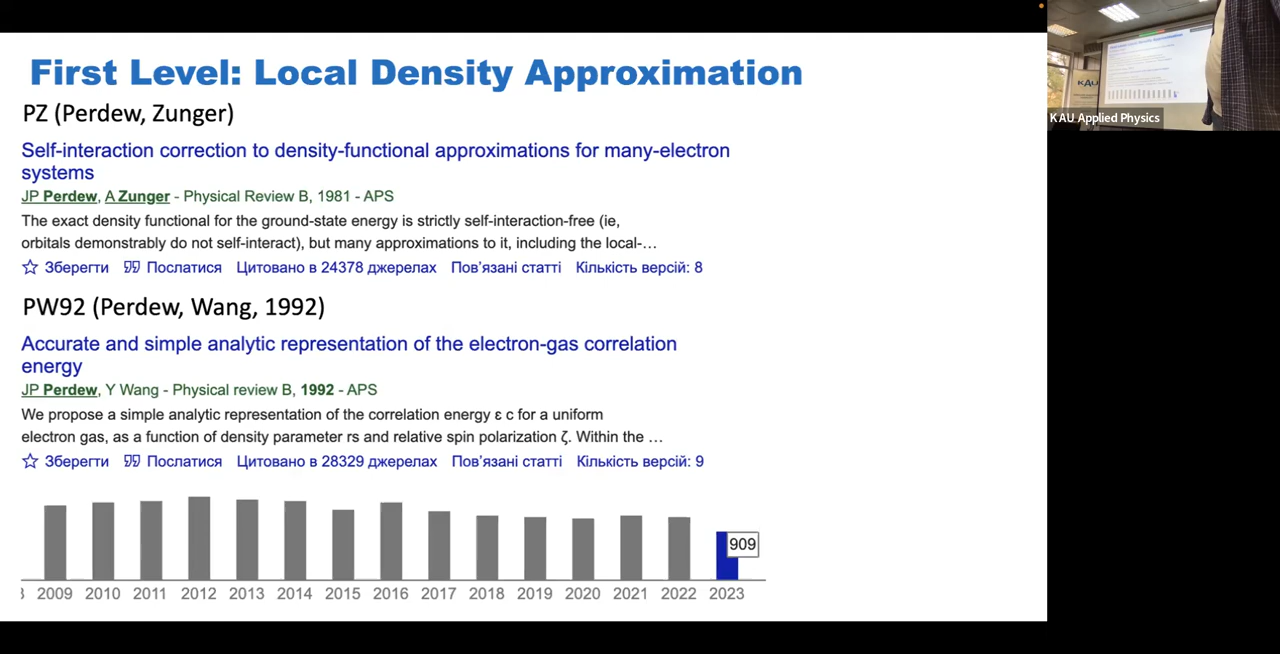 First Level: Local Density Approximation
PZ (Perdew, Zunger)
Self-interaction correction to density-functional approximations for many-electron
systems
JP Perdew, A Zunger - Physical Review B, 1981 - APS
The exact density functional for the ground-state energy is strictly self-interaction-free (ie,
orbitals demonstrably do not self-interact), but many approximations to it, including the local-…
Зберегти Послатися Цитовано в 24378 джерелах Пов’язані статті Кількість версій: 8
PW92 (Perdew, Wang, 1992)
Accurate and simple analytic representation of the electron-gas correlation
energy
JP Perdew, Y Wang - Physical review B, 1992 - APS
We propose a simple analytic representation of the correlation energy ε c for a uniform
electron gas, as a function of density parameter rs and relative spin polarization ζ. Within the …
Зберегти Послатися Цитовано в 28329 джерелах Пов’язані статті Кількість версій: 9
909
2009 2010 2011 2012 2013 2014 2015 2016 2017 2018 2019 2020 2021 2022 2023
KAU
KAU Applied Physics